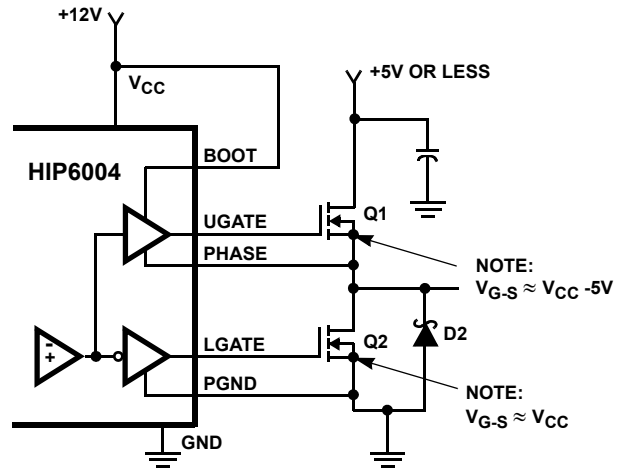 +12V
VCC
+5V OR LESS
BOOT
HIP6004
UGATE
Q1
PHASE
NOTE:
VG-S ≈ VCC -5V
D2
LGATE
Q2
-
+
PGND
NOTE:
VG-S ≈ VCC
GND